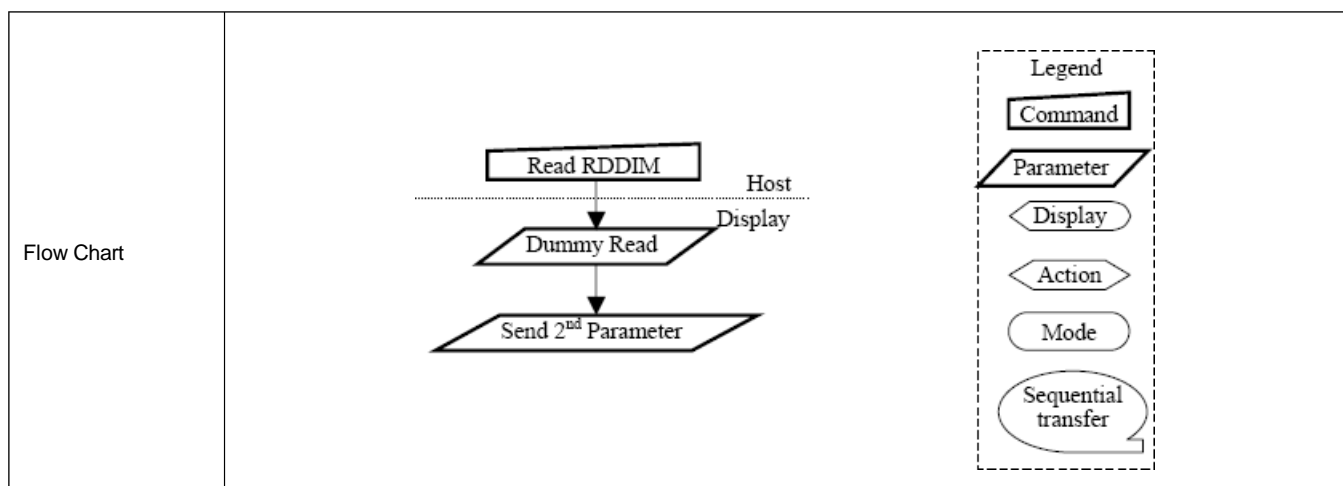 Flow Chart
Read RDDIM
Host
Display
Dummy Read
Send 2nd Parameter
Legend
Command
Parameter
Display
Action
Mode
Sequential
transfer